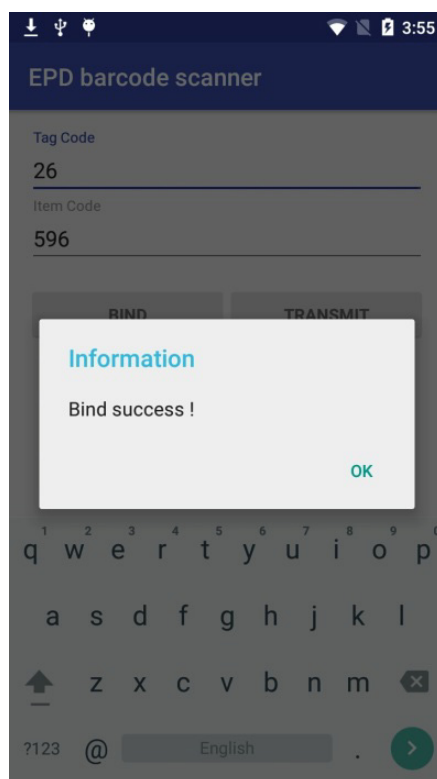 3:55
EPD barcode scanner
Tag Code
26
Item Code
596
BIND TRANSMIT
Information
Bind success !
OK
1 2 3 4 5 6 7 8 9 0
q w e r t y u i o p
a s d f g h j k l
z x c v b n m
?123 @ English .